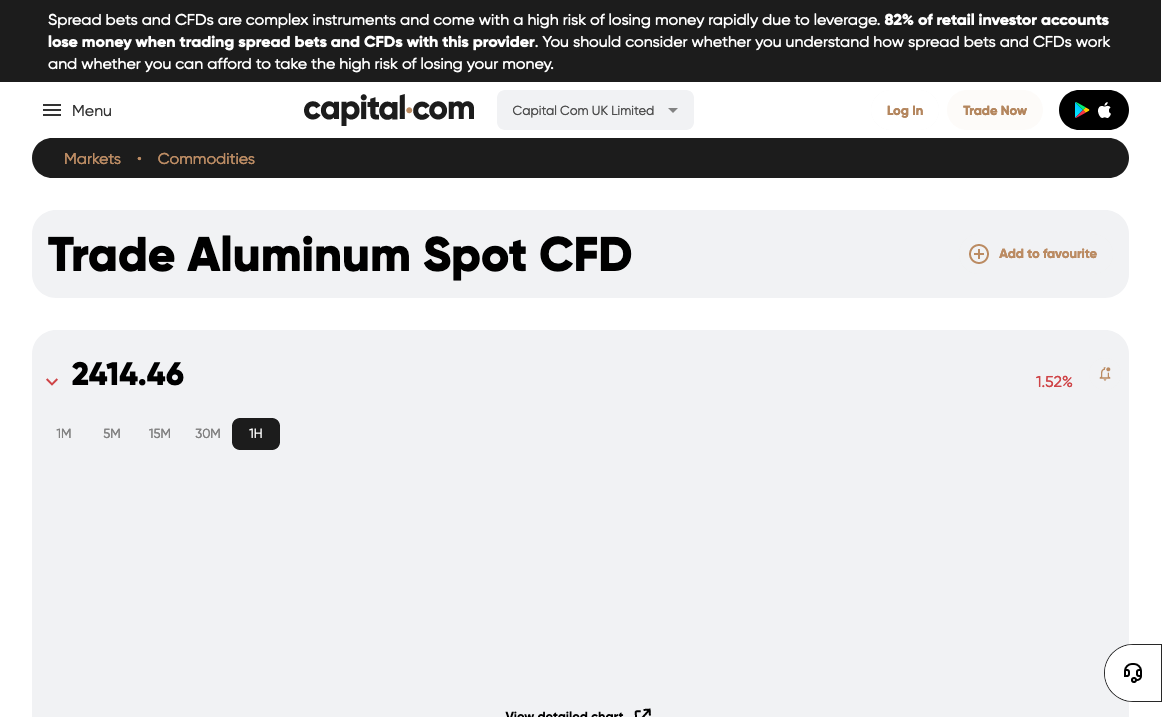 Spread bets and CFDs are complex instruments and come with a high risk of losing money rapidly due to leverage. 82% of retail investor accounts
lose money when trading spread bets and CFDs with this provider. You should consider whether you understand how spread bets and CFDs work
and whether you can afford to take the high risk of losing your money.
Menu
capital.com
Capital Com UK Limited
Log In
Trade Now
Markets • Commodities
Trade Aluminum Spot CFD
Add to favourite
2414.46
1.52%
1M 5M 15M 30M 1H
View detailed chart